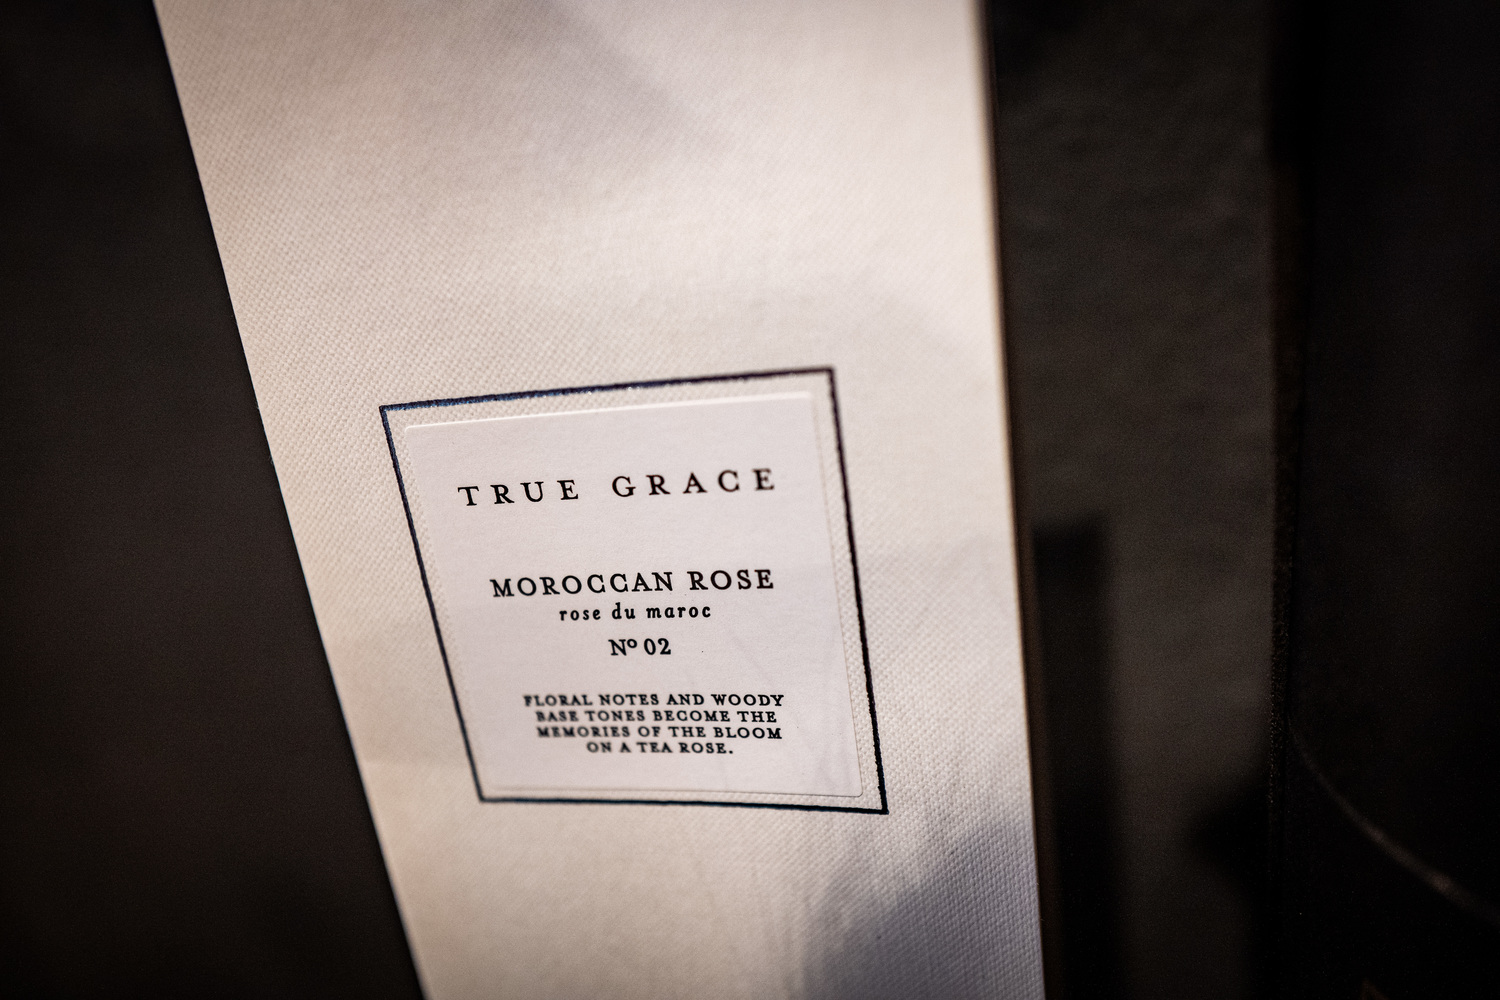 TRUE GRACE
MOROCCAN ROSE
rose du maroc
Nº 02
FLORAL NOTES AND WOODY
BASE TONES BECOME THE
MEMORIES OF THE BLOOM
ON A TEA ROSE.